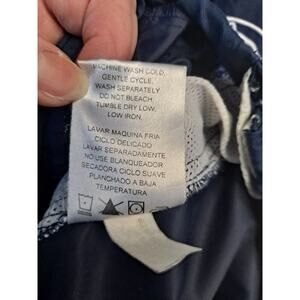 MACHINE WASH COLD,
GENTLE CYCLE,
WASH SEPARATELY
DO NOT BLEACH,
TUMBLE DRY LOW,
LOW IRON.
LAVAR MAQUINA FRIA
CICLO DELICADO
LAVAR SEPARADAMENTE
NO USE BLANQUEADOR
SECADORA CICLO SUAVE
PLANCHADO A BAJA
TEMPERATURA